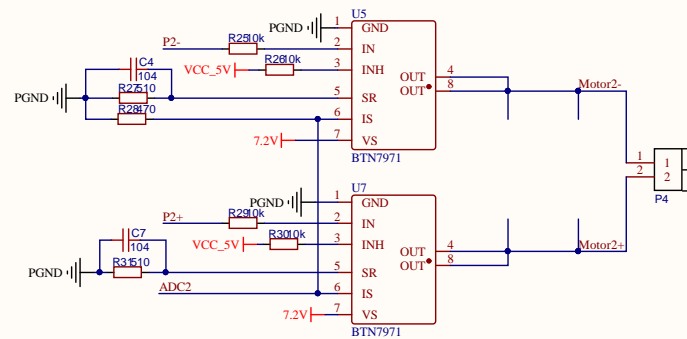 U5
PGND 1 GND
P2- R25 10k 2 IN
VCC_5V R26 10k 3 INH
C4
104
OUT 4
PGND R27 510 5 SR OUT 8 Motor2-
R28 470 6 IS
7.2V 7 VS
BTN7971
1 1
2 2
P4
U7
PGND 1 GND
P2+ R29 10k 2 IN
VCC_5V R30 10k 3 INH
C7
104
OUT 4 Motor2+
OUT 8
PGND R31 510 5 SR
ADC2 6 IS
7.2V 7 VS
BTN7971